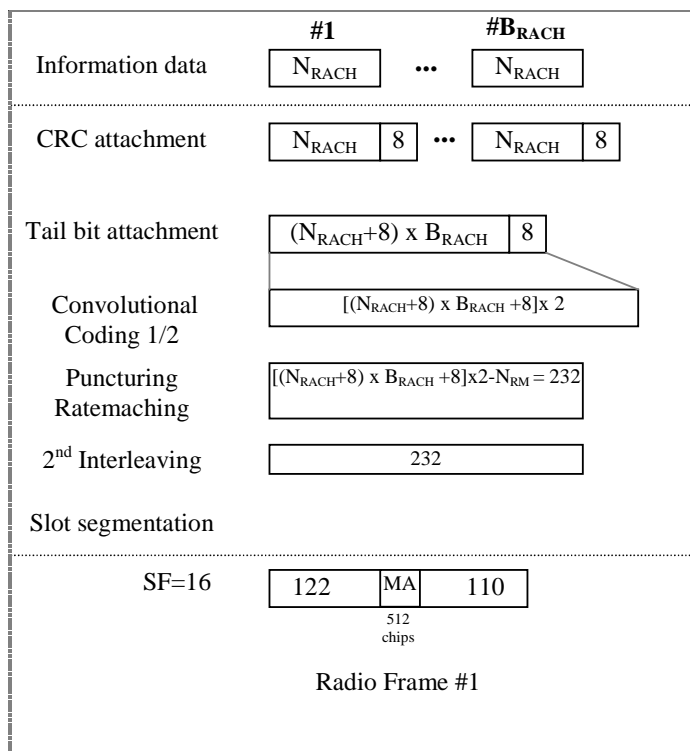 #1 #B_RACH
Information data N_RACH ... N_RACH
CRC attachment N_RACH 8 ... N_RACH 8
Tail bit attachment (N_RACH+8) x B_RACH 8
Convolutional
Coding 1/2
[(N_RACH+8) x B_RACH +8]x 2
Puncturing
Ratemaching
[(N_RACH+8) x B_RACH +8]x2-N_RM = 232
2nd Interleaving 232
Slot segmentation
SF=16 122 MA 110
512
chips
Radio Frame #1